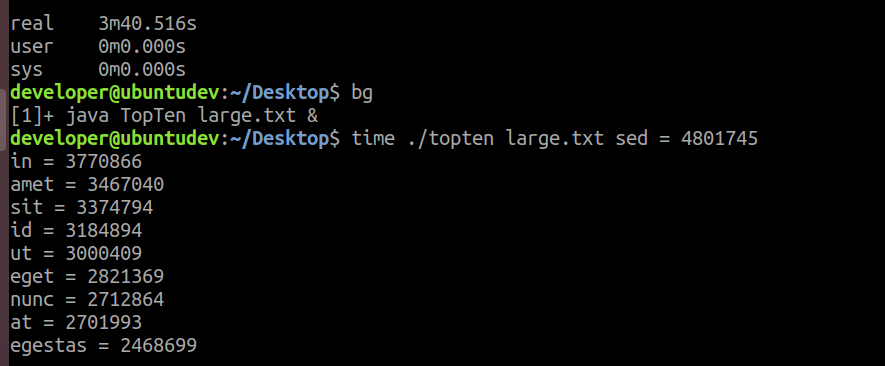 real    3m40.516s
user    0m0.000s
sys     0m0.000s
developer@ubuntudev:~/Desktop$ bg
[1]+ java TopTen large.txt &
developer@ubuntudev:~/Desktop$ time ./topten large.txt sed = 4801745
in = 3770866
amet = 3467040
sit = 3374794
id = 3184894
ut = 3000409
eget = 2821369
nunc = 2712864
at = 2701993
egestas = 2468699